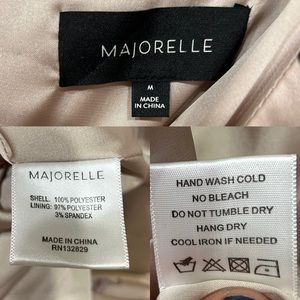 MAJORELLE
M
MADE
IN CHINA
MAJORELLE
SHELL: 100% POLYESTER
LINING: 97% POLYESTER
3% SPANDEX
MADE IN CHINA
RN132829
HAND WASH COLD
NO BLEACH
DO NOT TUMBLE DRY
HANG DRY
COOL IRON IF NEEDED